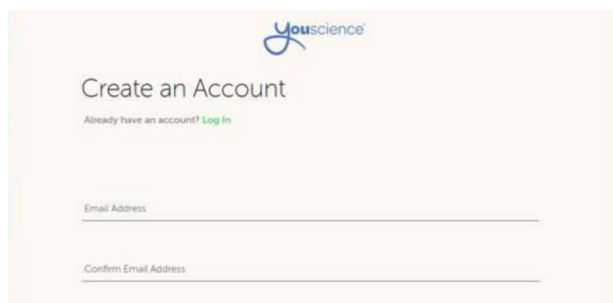 youscience
Create an Account
Already have an account? Log In
Email Address
Confirm Email Address